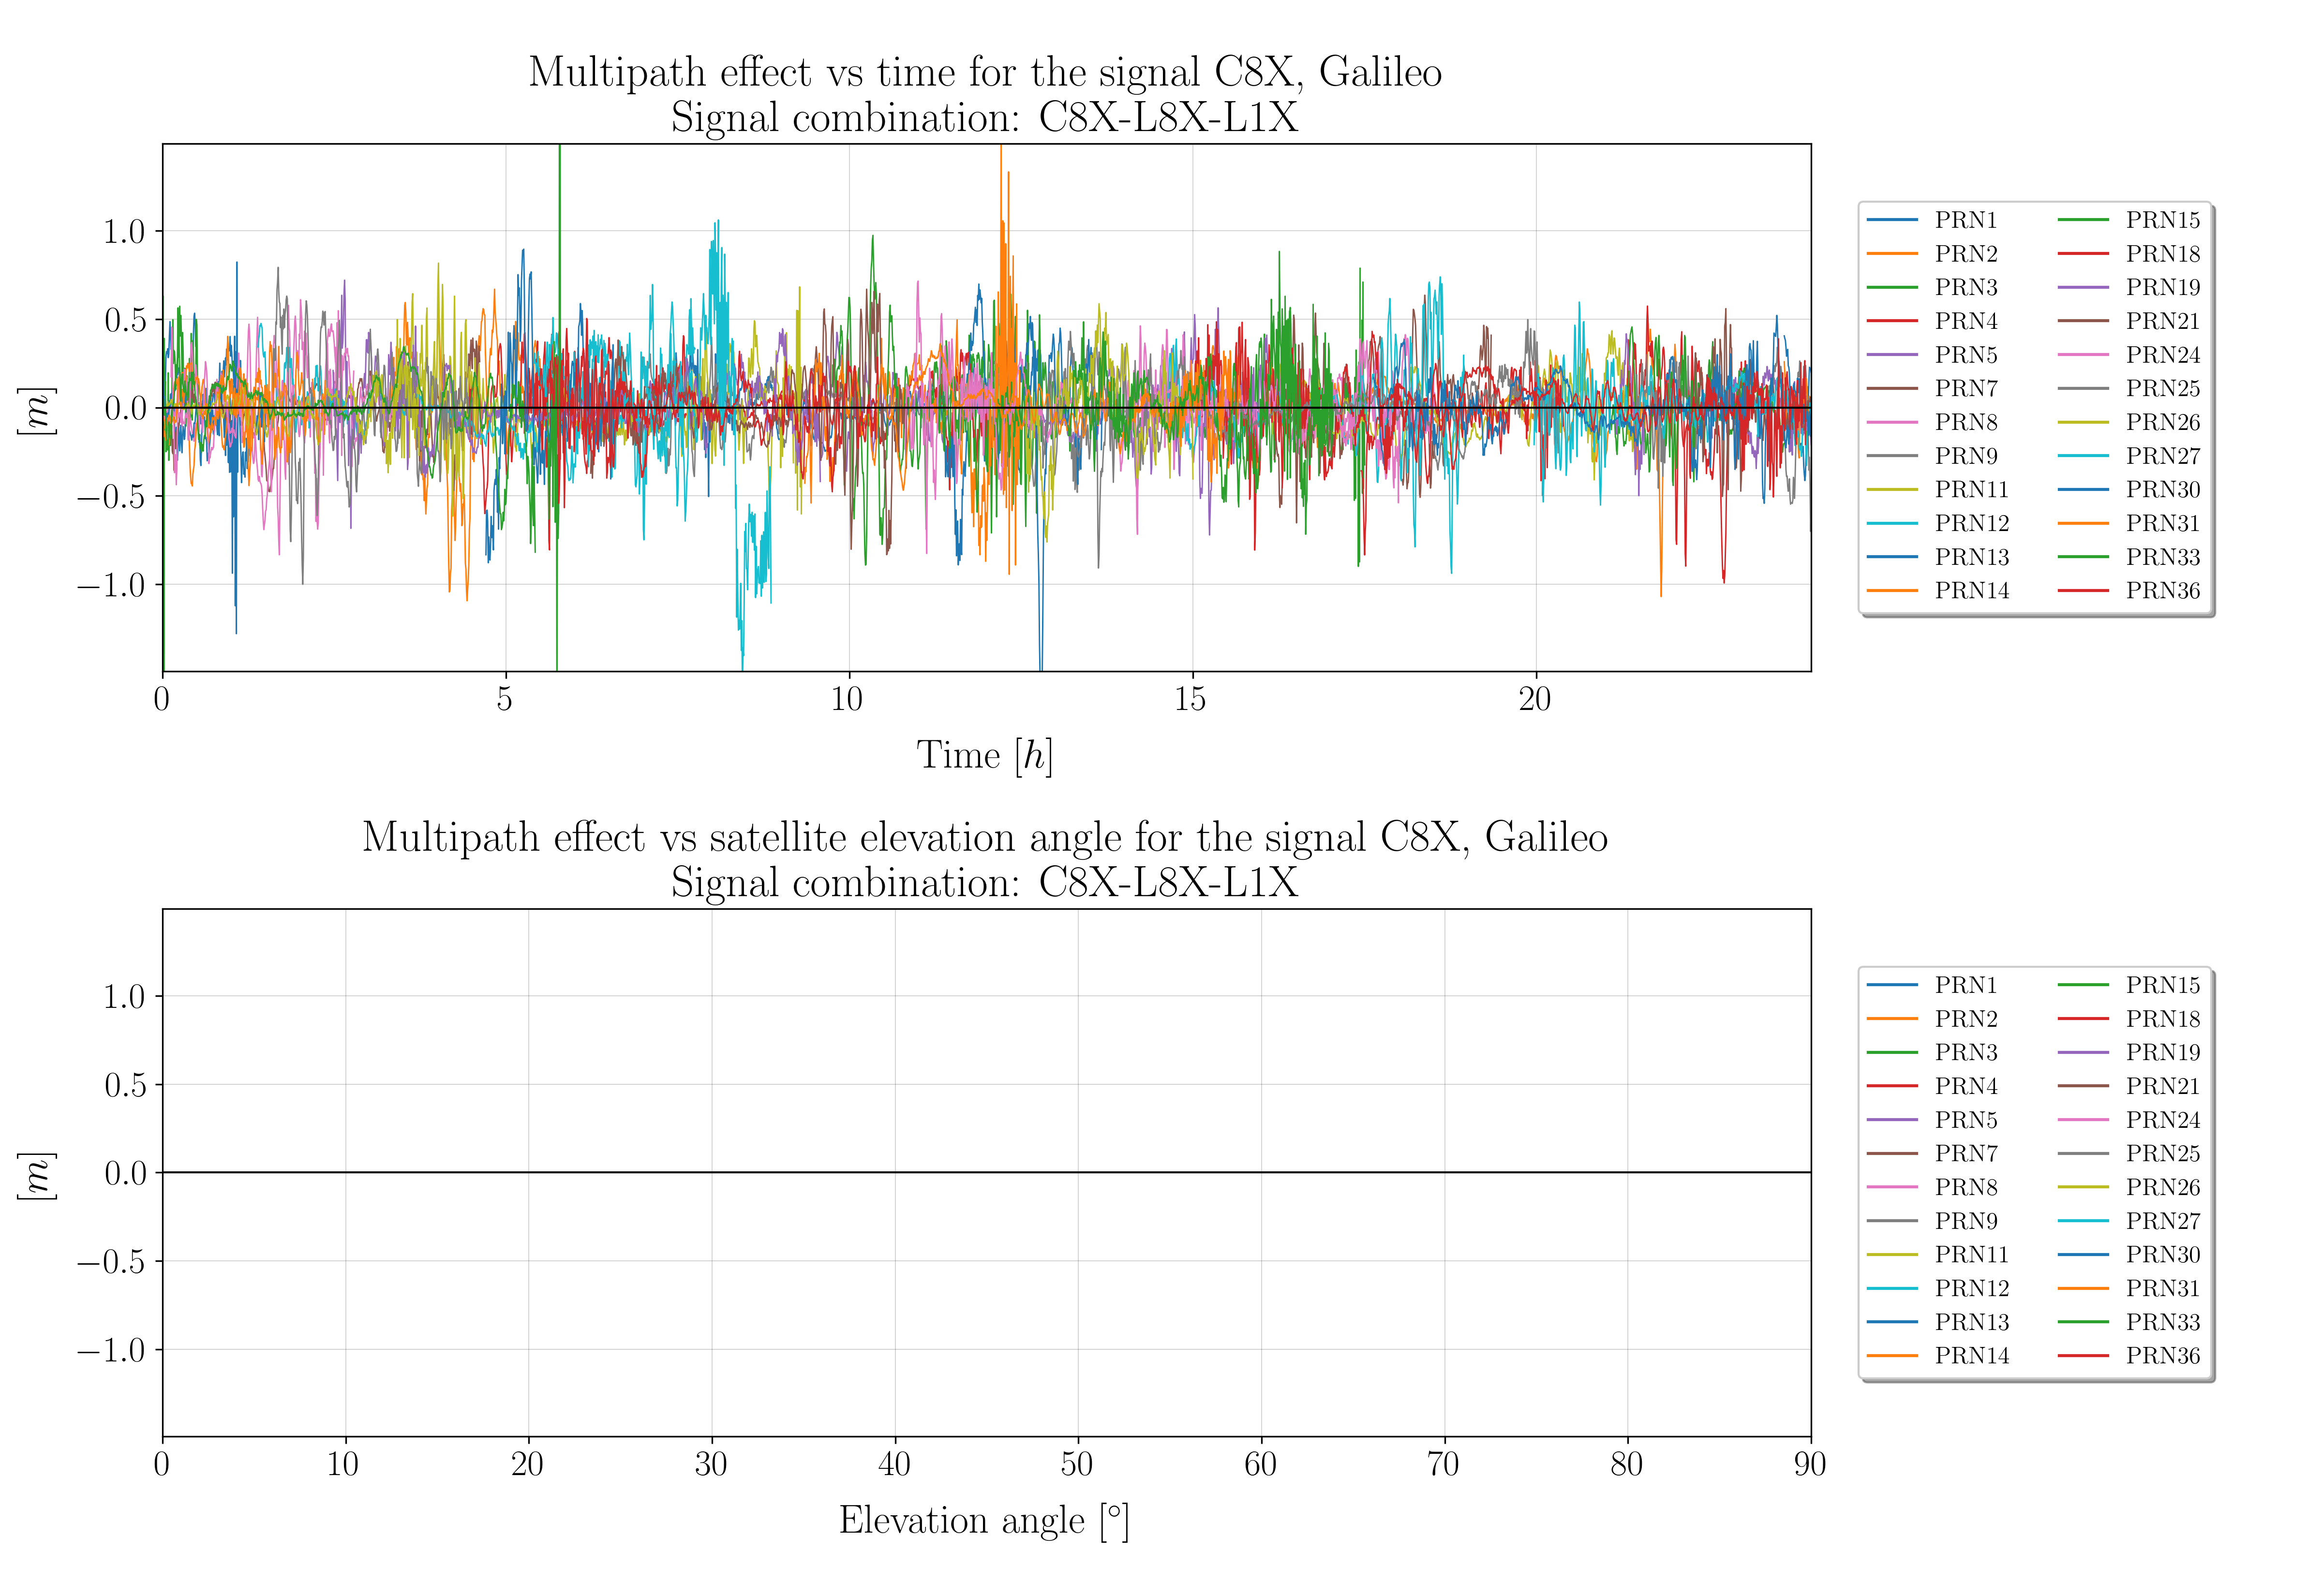 Multipath effect vs time for the signal C8X, Galileo
Signal combination: C8X-L8X-L1X
[m]
1.0
0.5
0.0
−0.5
−1.0
0 5 10 15 20
Time [h]
PRN1 PRN15
PRN2 PRN18
PRN3 PRN19
PRN4 PRN21
PRN5 PRN24
PRN7 PRN25
PRN8 PRN26
PRN9 PRN27
PRN11 PRN30
PRN12 PRN31
PRN13 PRN33
PRN14 PRN36
Multipath effect vs satellite elevation angle for the signal C8X, Galileo
Signal combination: C8X-L8X-L1X
[m]
1.0
0.5
0.0
−0.5
−1.0
0 10 20 30 40 50 60 70 80 90
Elevation angle [°]
PRN1 PRN15
PRN2 PRN18
PRN3 PRN19
PRN4 PRN21
PRN5 PRN24
PRN7 PRN25
PRN8 PRN26
PRN9 PRN27
PRN11 PRN30
PRN12 PRN31
PRN13 PRN33
PRN14 PRN36